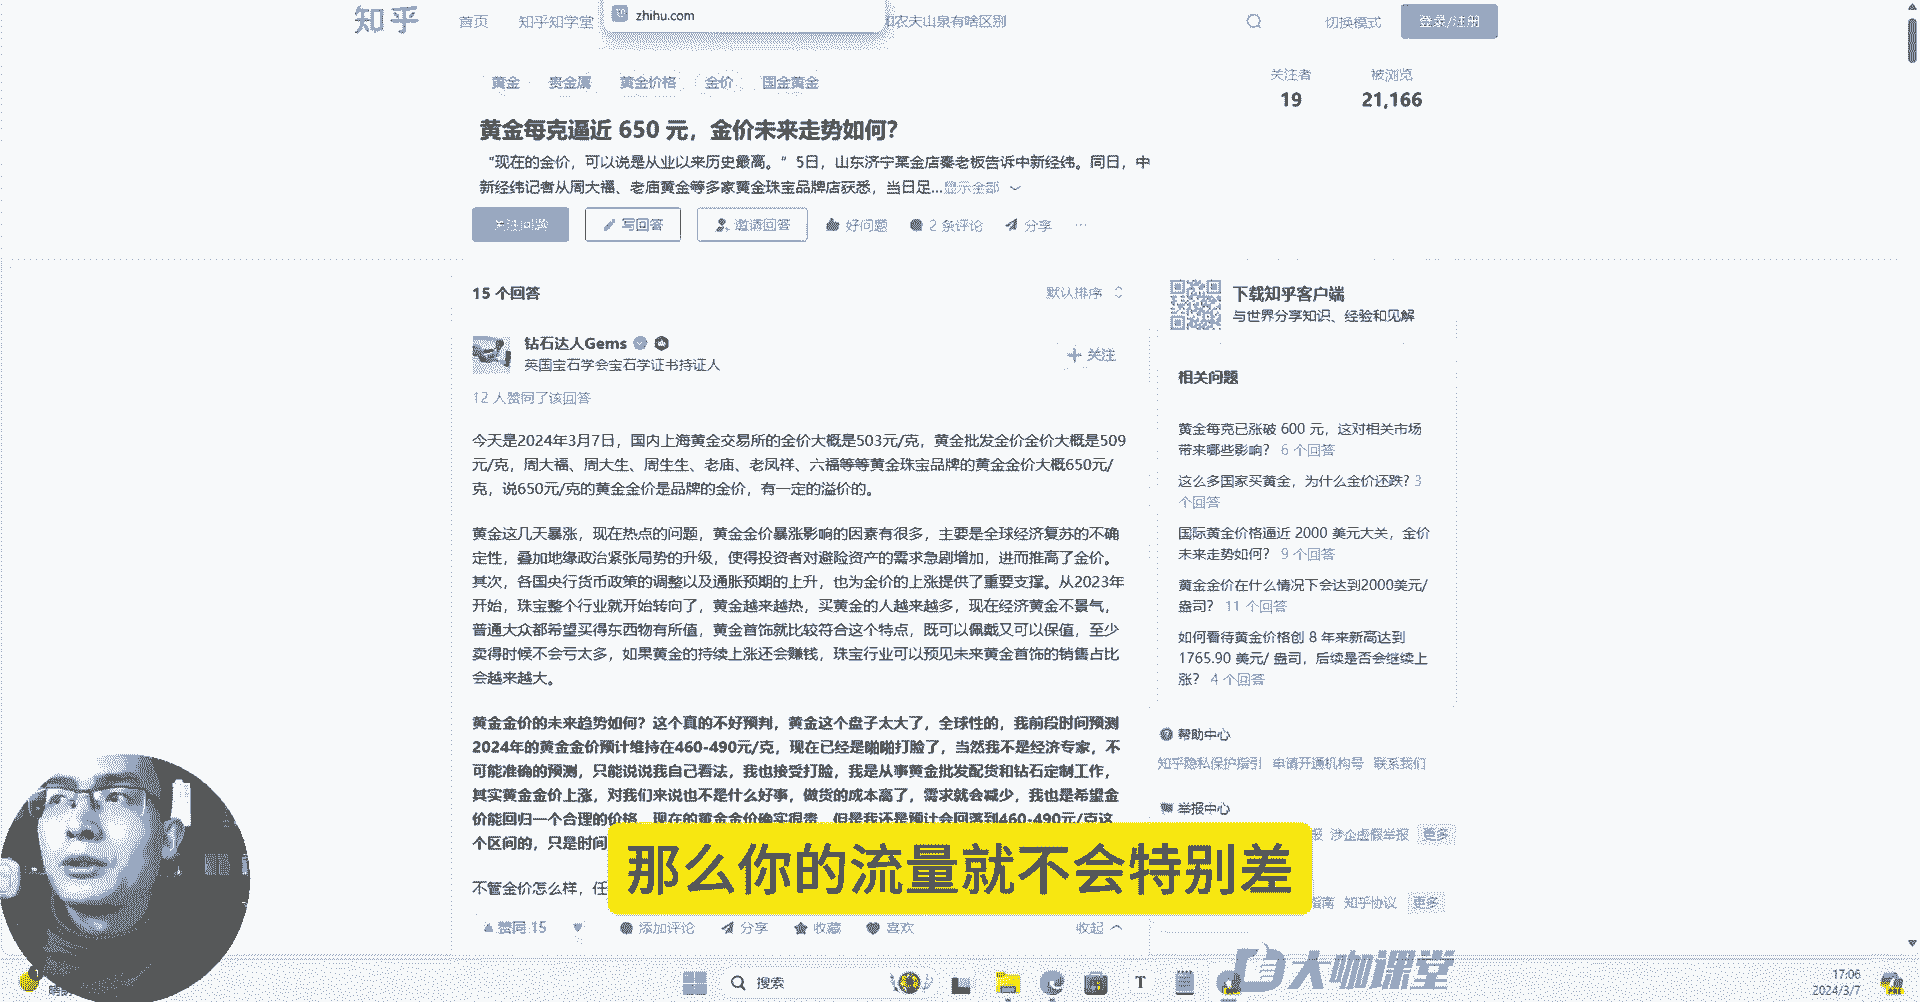 知乎
首页
知乎知学堂
zhihu.com
农夫山泉有啥区别
切换模式
登录/注册
黄金
贵金属
黄金价格
金价
国金黄金
关注者
19
被浏览
21,166
黄金每克逼近 650 元，金价未来走势如何？
“现在的金价，可以说是从业以来历史最高。”5日，山东济宁某金店秦老板告诉中新经纬。同日，中
新经纬记者从周大福、老庙黄金等多家黄金珠宝品牌店获悉，当日足...显示全部
关注问题
写回答
邀请回答
好问题
2 条评论
分享
15 个回答
默认排序
钻石达人Gems
英国宝石学会宝石学证书持证人
关注
12 人赞同了该回答
今天是2024年3月7日，国内上海黄金交易所的金价大概是503元/克，黄金批发金价金价大概是509
元/克，周大福、周大生、周生生、老庙、老凤祥、六福等等黄金珠宝品牌的黄金金价大概650元/
克，说650元/克的黄金金价是品牌的金价，有一定的溢价的。
黄金这几天暴涨，现在热点的问题，黄金金价暴涨影响的因素有很多，主要是全球经济复苏的不确
定性，叠加地缘政治紧张局势的升级，使得投资者对避险资产的需求急剧增加，进而推高了金价。
其次，各国央行货币政策的调整以及通胀预期的上升，也为金价的上涨提供了重要支撑。从2023年
开始，珠宝整个行业就开始转向了，黄金越来越热，买黄金的人越来越多，现在经济黄金不景气，
普通大众都希望买得东西物有所值，黄金首饰就比较符合这个特点，既可以佩戴又可以保值，至少
卖得时候不会亏太多，如果黄金的持续上涨还会赚钱，珠宝行业可以预见未来黄金首饰的销售占比
会越来越大。
黄金金价的未来趋势如何？这个真的不好预判，黄金这个盘子太大了，全球性的，我前段时间预测
2024年的黄金金价预计维持在460-490元/克，现在已经是啪啪打脸了，当然我不是经济专家，不
可能准确的预测，只能说说我自己看法，我也接受打脸，我是从事黄金批发配货和钻石定制工作，
其实黄金金价上涨，对我们来说也不是什么好事，做货的成本高了，需求就会减少，我也是希望金
价能回归一个合理的价格，现在的黄金金价确实很贵，但是我还是预计会回落到460-490元/克这
个区间的，只是时间
不管金价怎么样，任
赞同 15
添加评论
分享
收藏
喜欢
收起
下载知乎客户端
与世界分享知识、经验和见解
相关问题
黄金每克已涨破 600 元，这对相关市场
带来哪些影响？ 6 个回答
这么多国家买黄金，为什么金价还跌？3
个回答
国际黄金价格逼近 2000 美元大关，金价
未来走势如何？ 9 个回答
黄金金价在什么情况下会达到2000美元/
盎司？ 11 个回答
如何看待黄金价格创 8 年来新高达到
1765.90 美元/ 盎司，后续是否会继续上
涨？ 4 个回答
帮助中心
知乎隐私保护指引 申请开通机构号 联系我们
举报中心
涉企虚假举报 更多
指南 知乎协议 更多
那么你的流量就不会特别差
大咖课堂
搜索
17:06
2024/3/7